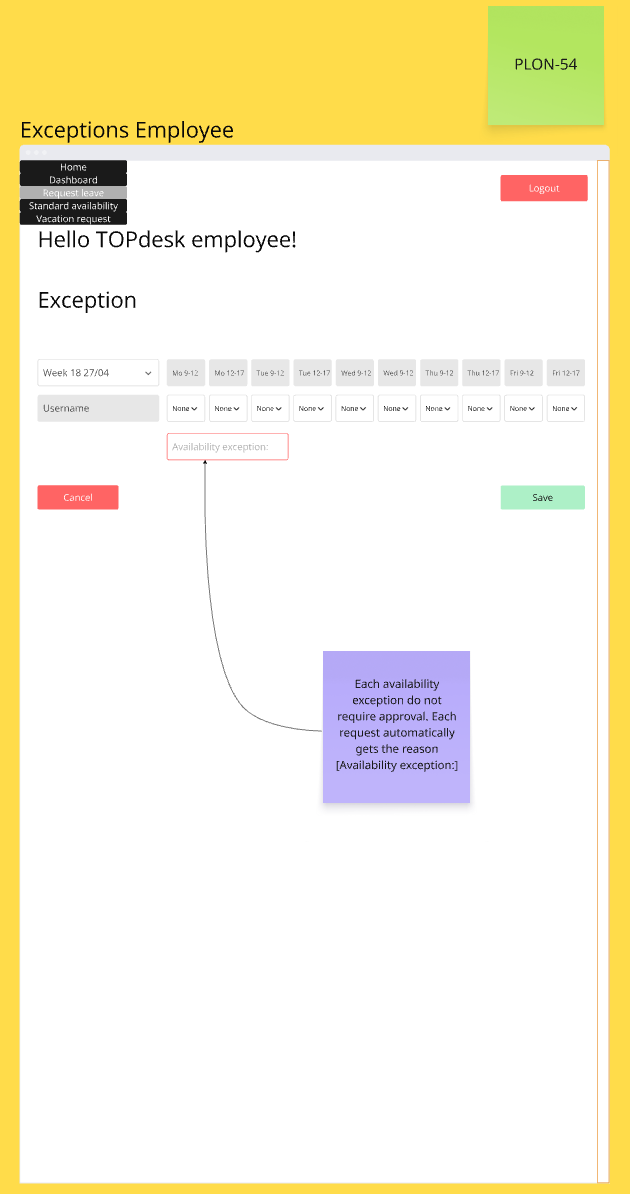 PLON-54
Exceptions Employee
Home
Dashboard
Request leave
Standard availability
Vacation request
Logout
Hello TOPdesk employee!
Exception
Week 18 27/04 Mo 9-12 Mo 12-17 Tue 9-12 Tue 12-17 Wed 9-12 Wed 9-12 Thu 9-12 Thu 12-17 Fri 9-12 Fri 12-17
Username None None None None None None None None None None
Availability exception:
Cancel Save
Each availability
exception do not
require approval. Each
request automatically
gets the reason
[Availability exception:]